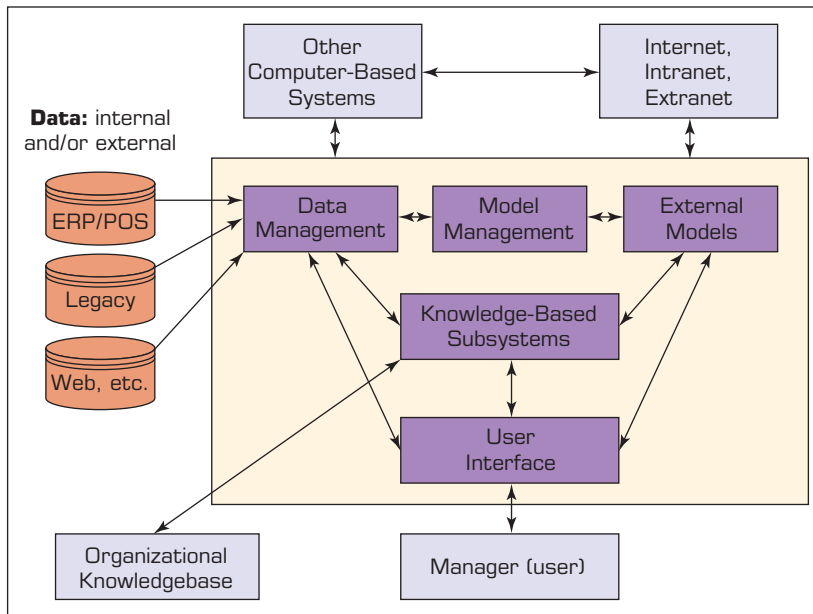 Other
Computer-Based
Systems
Internet,
Intranet,
Extranet
Data: internal
and/or external
ERP/POS
Legacy
Web, etc.
Data
Management
Model
Management
External
Models
Knowledge-Based
Subsystems
User
Interface
Organizational
Knowledgebase
Manager (user)